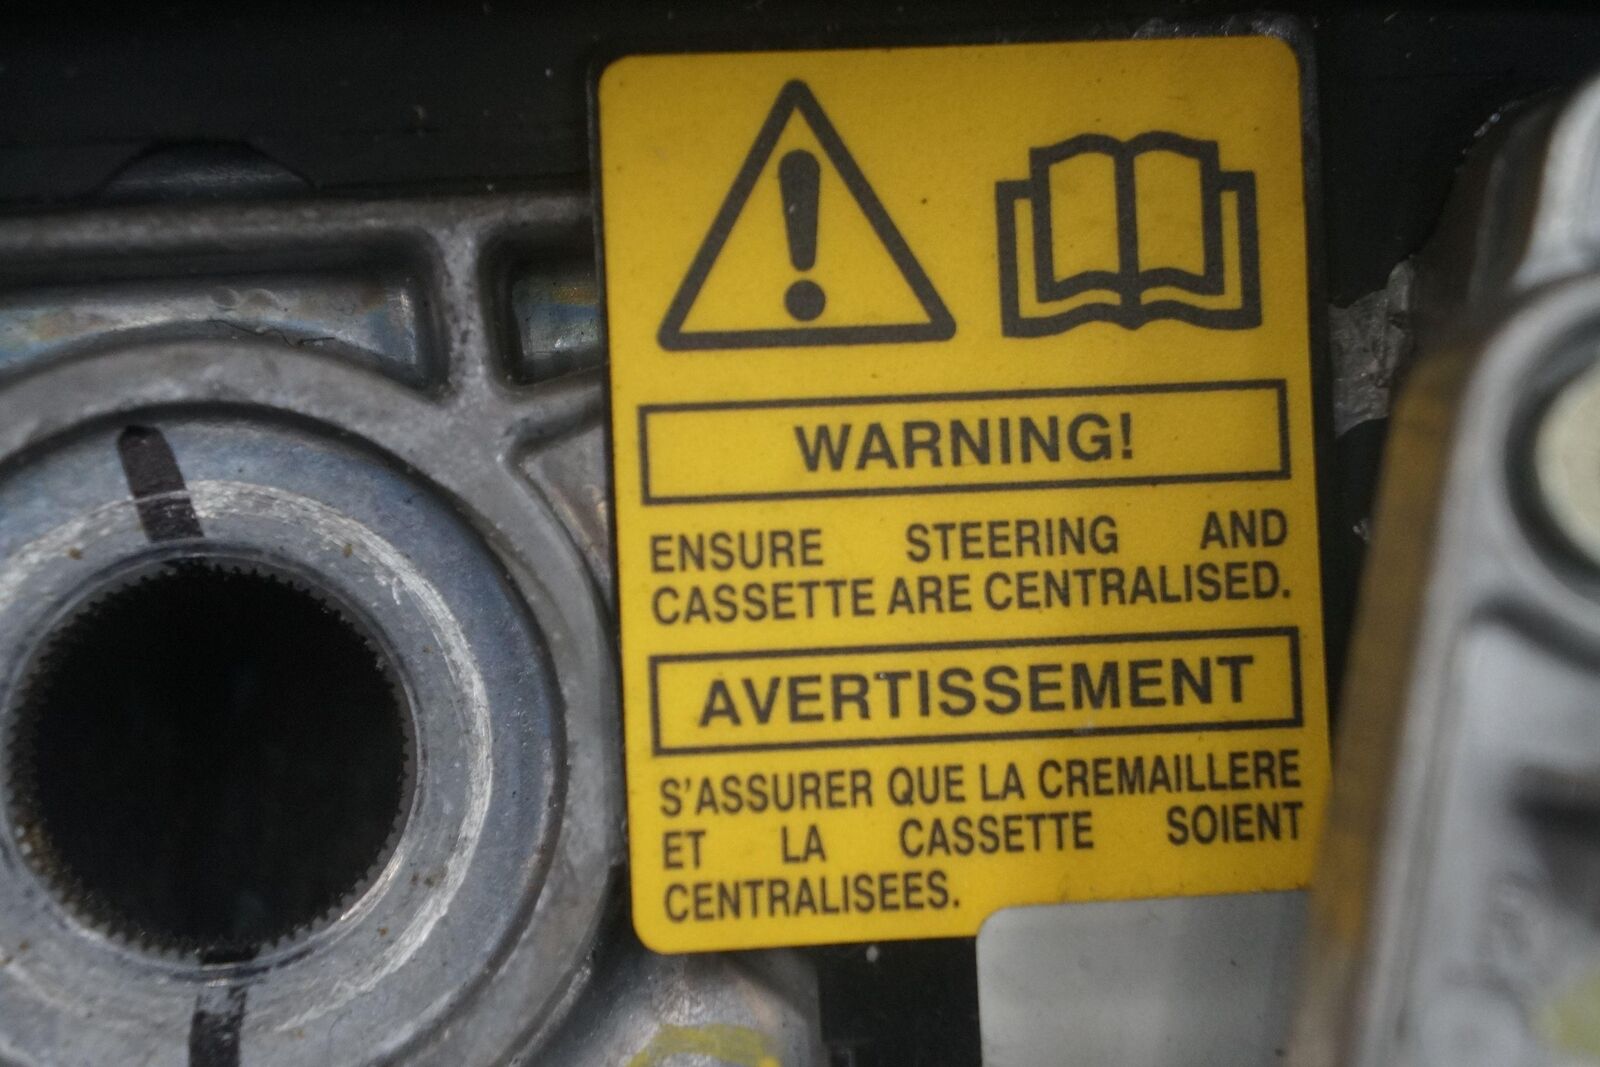 WARNING!
ENSURE STEERING AND
CASSETTE ARE CENTRALISED.
AVERTISSEMENT
S'ASSURER QUE LA CREMAILLERE
ET LA CASSETTE SOIENT
CENTRALISEES.